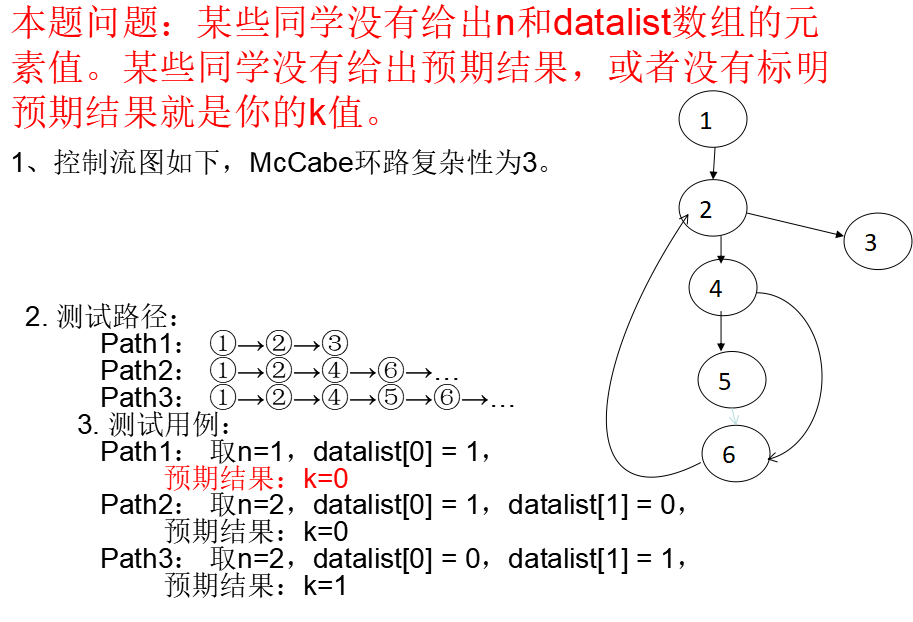 本题问题：某些同学没有给出n和datalist数组的元
素值。某些同学没有给出预期结果，或者没有标明
预期结果就是你的k值。
1、控制流图如下，McCabe环路复杂性为3。
1
2
3
4
5
6
2. 测试路径：
Path1： ①→②→③
Path2： ①→②→④→⑥→…
Path3： ①→②→④→⑤→⑥→…
3. 测试用例：
Path1： 取n=1，datalist[0] = 1，
预期结果：k=0
Path2： 取n=2，datalist[0] = 1，datalist[1] = 0，
预期结果：k=0
Path3： 取n=2，datalist[0] = 0，datalist[1] = 1，
预期结果：k=1